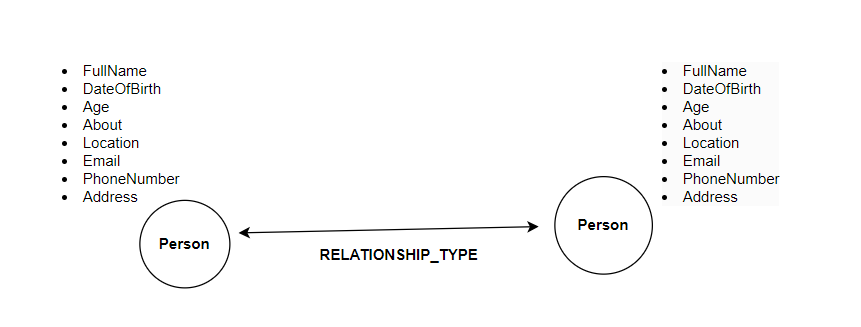 FullName
DateOfBirth
Age
About
Location
Email
PhoneNumber
Address
Person
RELATIONSHIP_TYPE
FullName
DateOfBirth
Age
About
Location
Email
PhoneNumber
Address
Person